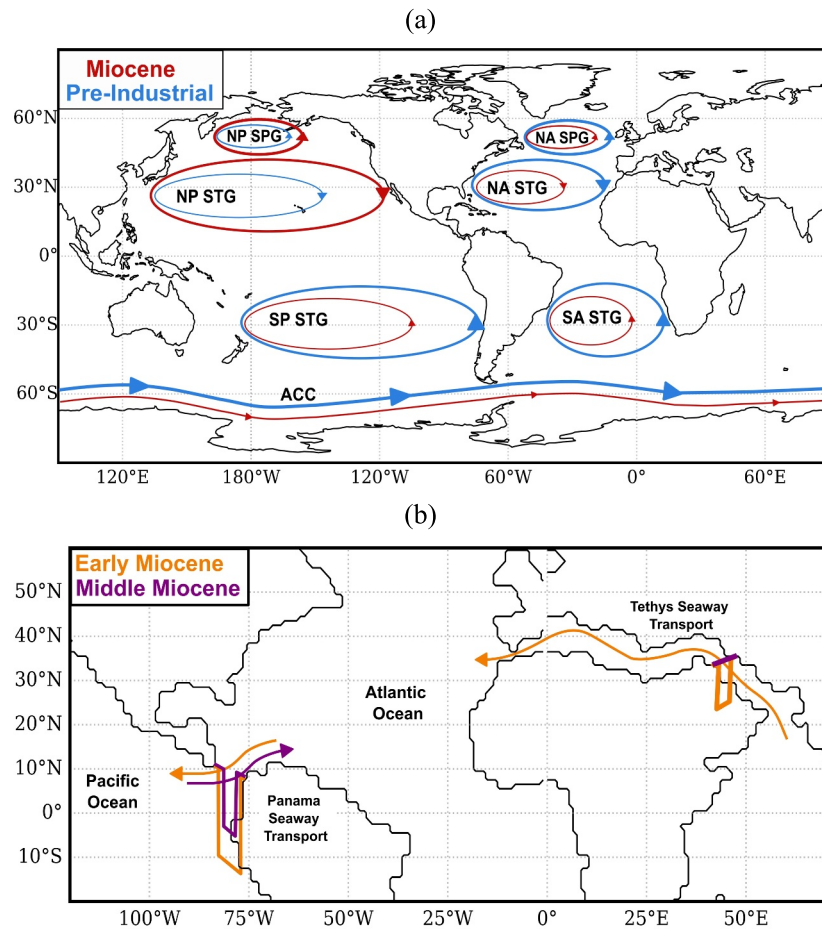 (a)
Miocene
Pre-Industrial
60°N
30°N
0°
30°S
60°S
NP SPG
NA SPG
NP STG
NA STG
SP STG
SA STG
ACC
120°E 180°W 120°W 60°W 0° 60°E
(b)
Early Miocene
Middle Miocene
50°N
40°N
30°N
20°N
10°N
0°
10°S
Tethys Seaway
Transport
Atlantic
Ocean
Pacific
Ocean
Panama
Seaway
Transport
100°W 75°W 50°W 25°W 0° 25°E 50°E